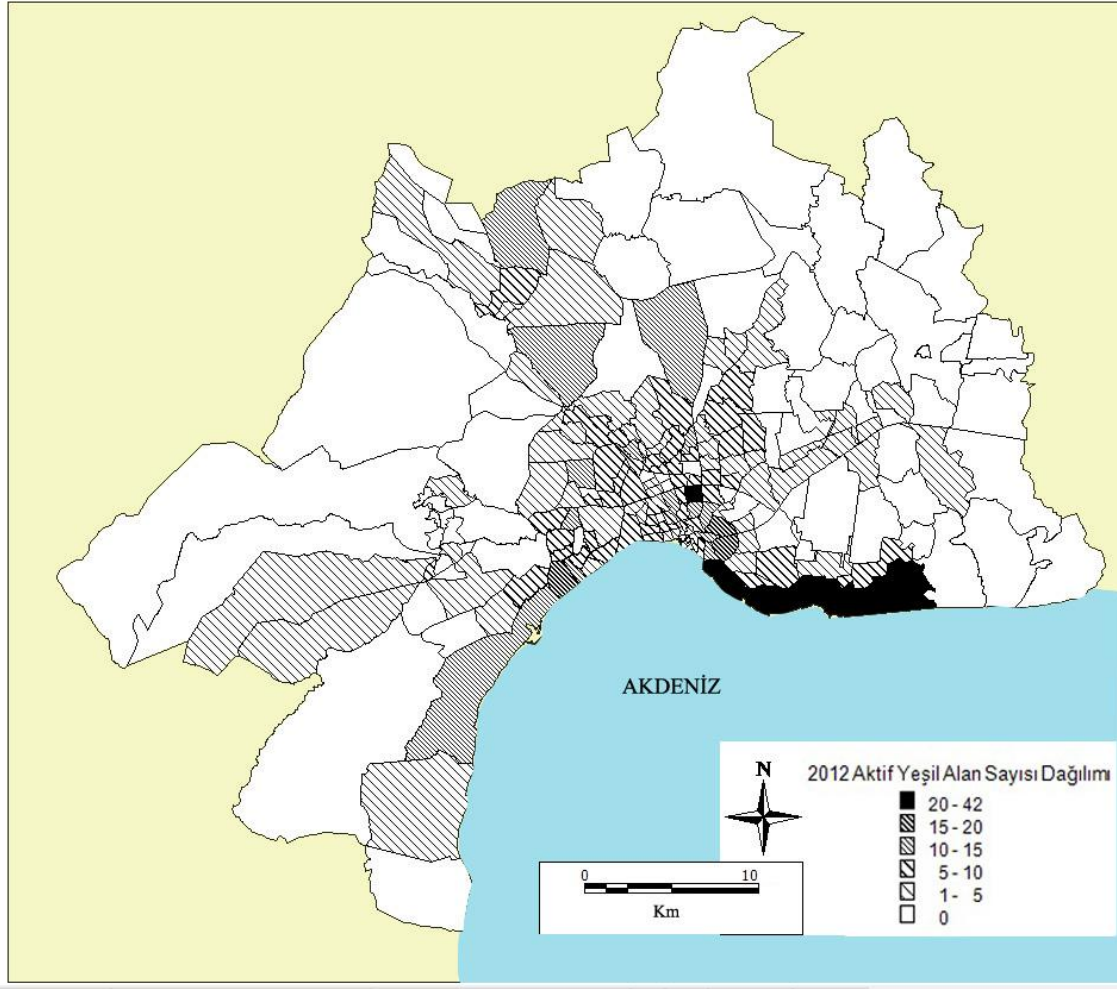 AKDENİZ
N
2012 Aktif Yeşil Alan Sayısı Dağılımı
20 - 42
15 - 20
10 - 15
5 - 10
1 - 5
0
0 10
Km